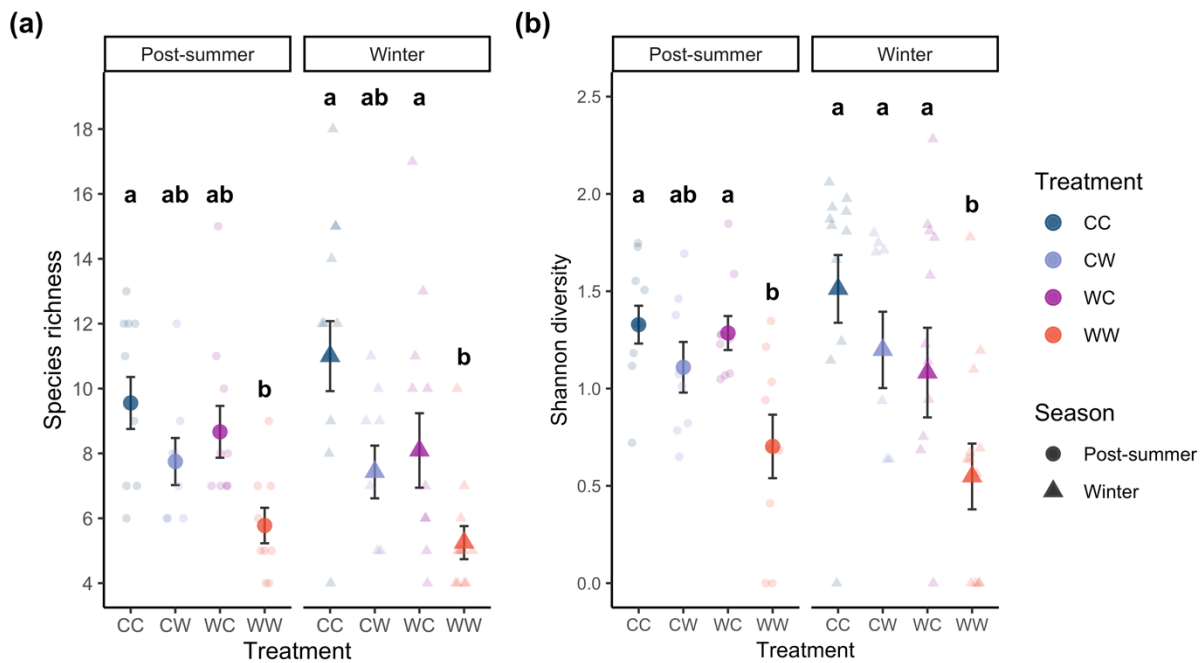 (a)
Post-summer Winter
a ab a
a ab ab
b
b
Species richness
18
16
14
12
10
8
6
4
CC CW WC WW CC CW WC WW
Treatment
(b)
Post-summer Winter
a a a
a ab a
b
b
Shannon diversity
2.5
2.0
1.5
1.0
0.5
0.0
CC CW WC WW CC CW WC WW
Treatment
Treatment
CC
CW
WC
WW
Season
Post-summer
Winter